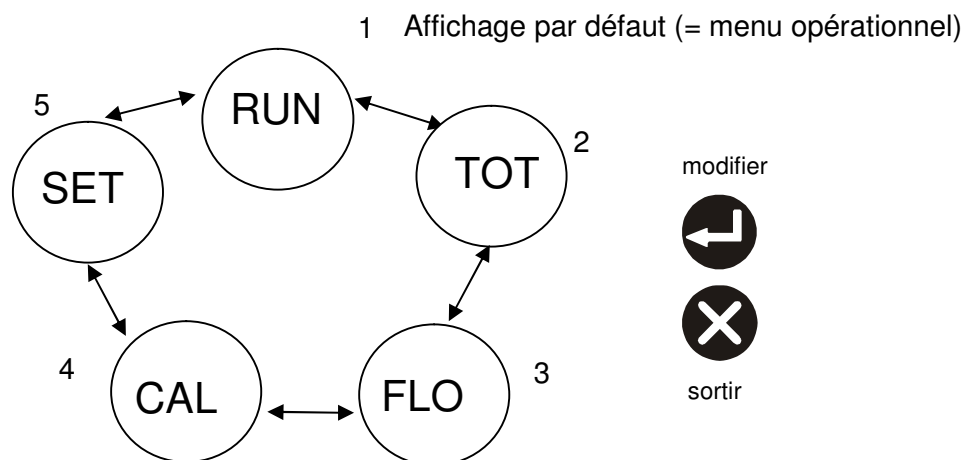 1 Affichage par défaut (= menu opérationnel)
RUN
5
2
TOT
SET
modifier
4
CAL
FLO
3
sortir